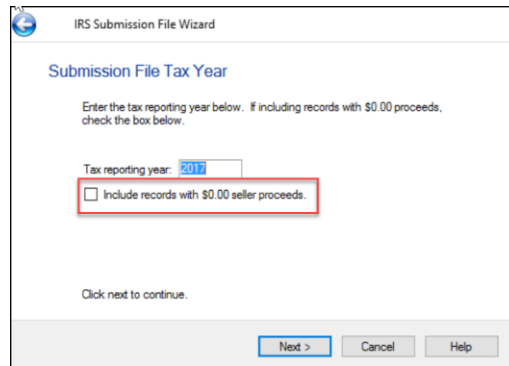 IRS Submission File Wizard
Submission File Tax Year
Enter the tax reporting year below. If including records with $0.00 proceeds,
check the box below.
Tax reporting year: 2017
Include records with $0.00 seller proceeds.
Click next to continue.
Next > Cancel Help